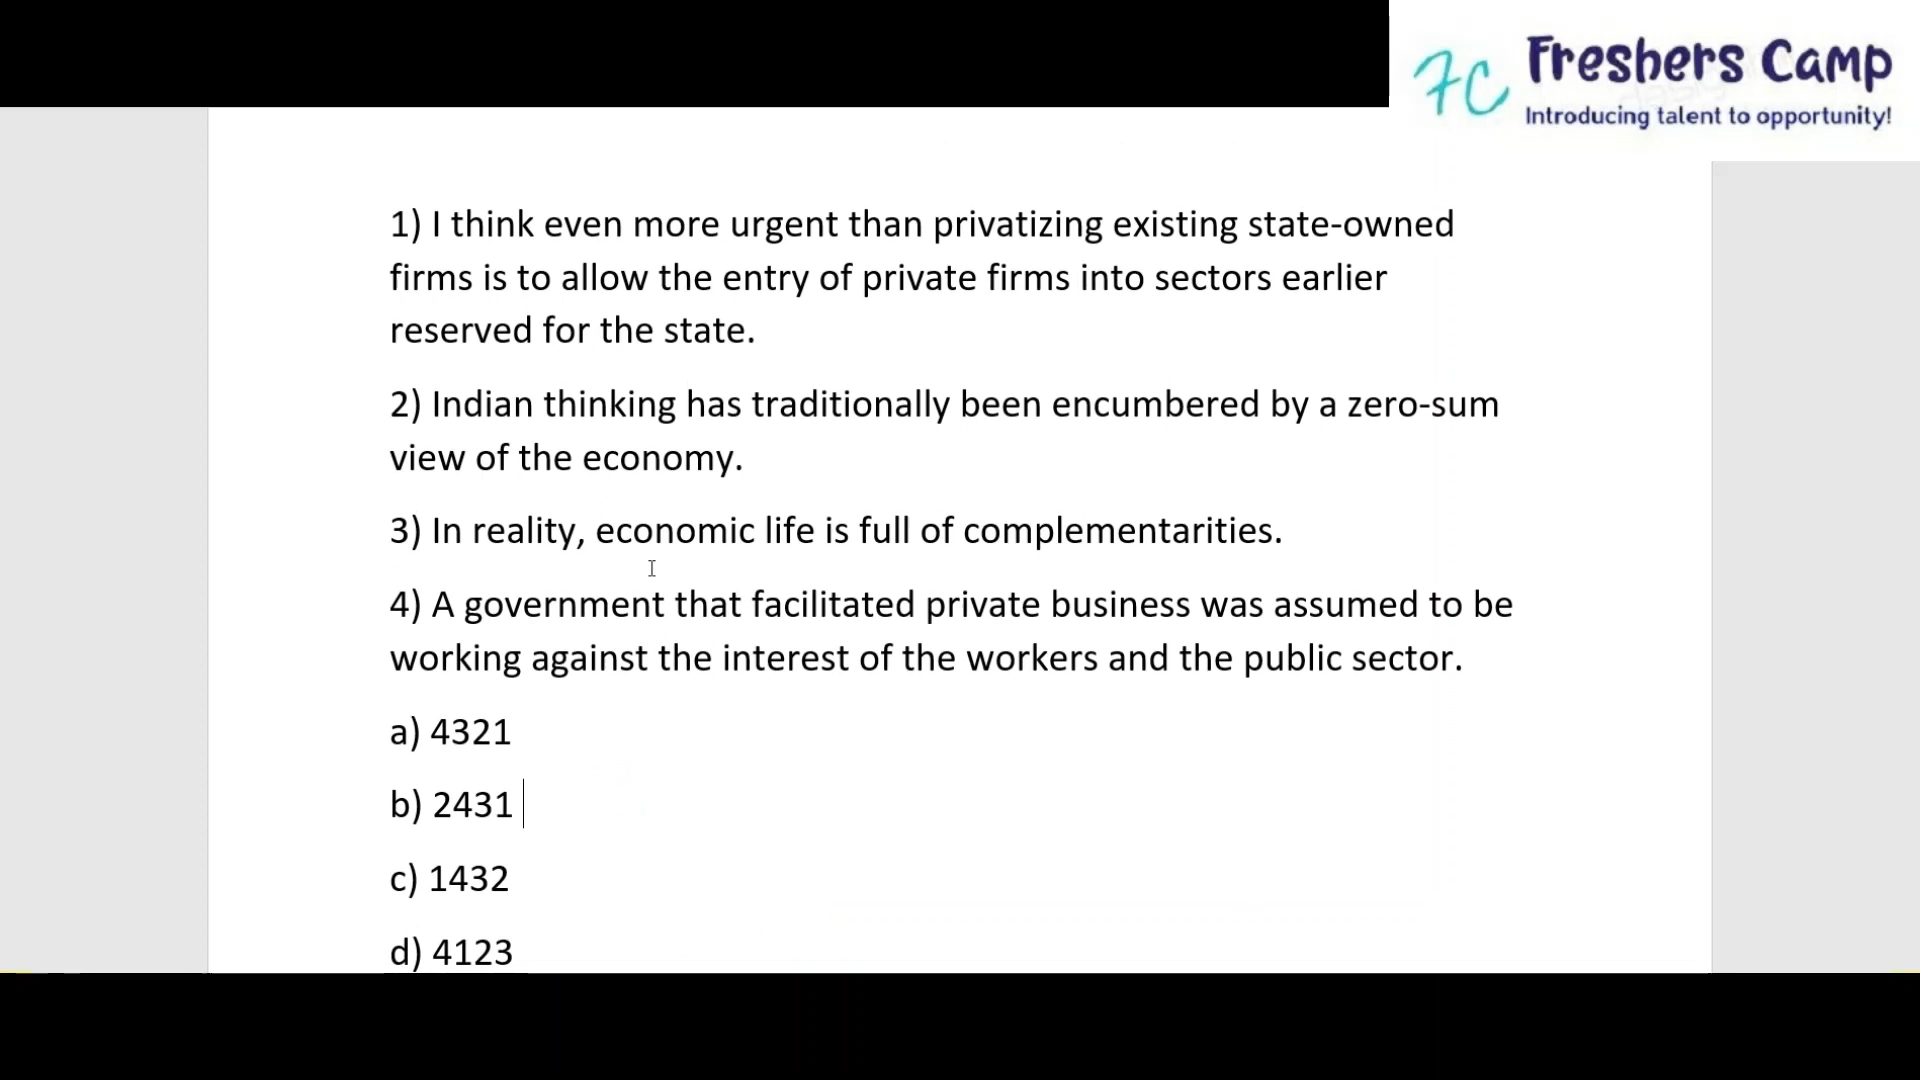 FC Freshers Camp
Introducing talent to opportunity!
1) I think even more urgent than privatizing existing state-owned
firms is to allow the entry of private firms into sectors earlier
reserved for the state.
2) Indian thinking has traditionally been encumbered by a zero-sum
view of the economy.
3) In reality, economic life is full of complementarities.
4) A government that facilitated private business was assumed to be
working against the interest of the workers and the public sector.
a) 4321
b) 2431
c) 1432
d) 4123